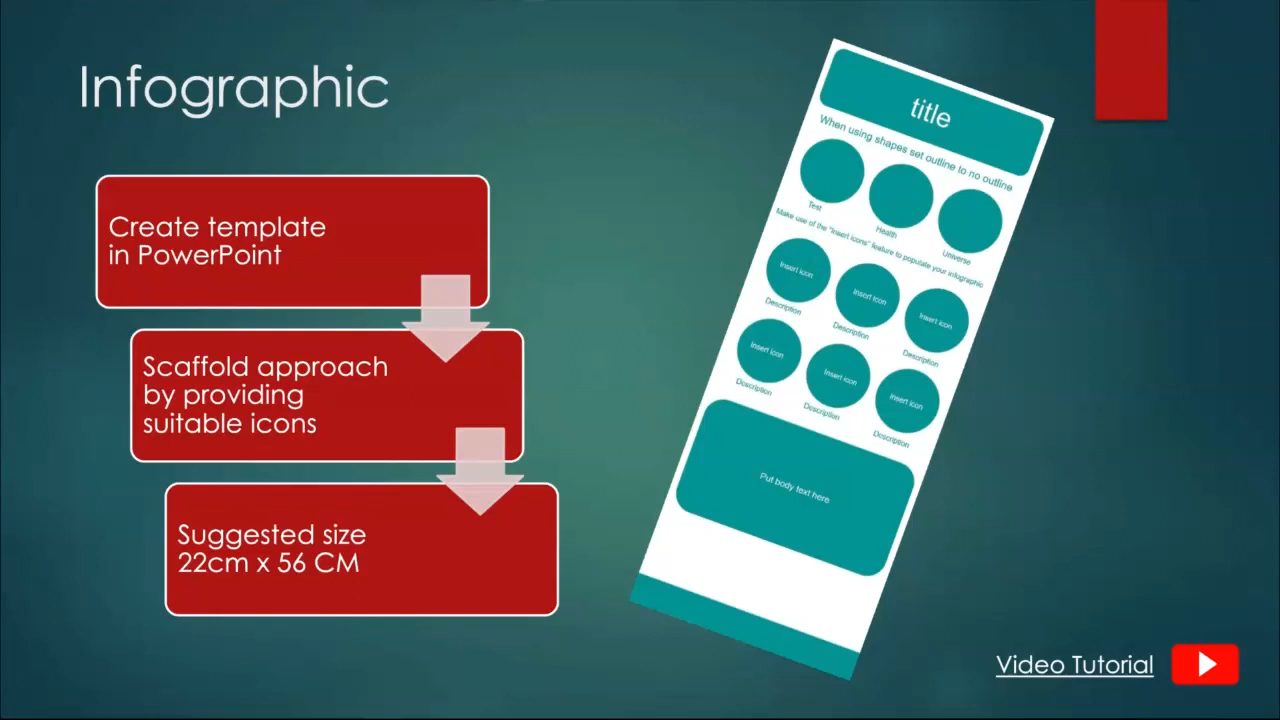 Infographic
Create template
in PowerPoint
Scaffold approach
by providing
suitable icons
Suggested size
22cm x 56 CM
title
When using shapes set outline to no outline
Test
Health
Universe
Make use of the "Insert icons" feature to populate your infographic
Insert icon
Insert icon
Insert icon
Description
Description
Description
Insert icon
Insert icon
Insert icon
Description
Description
Description
Put body text here
Video Tutorial